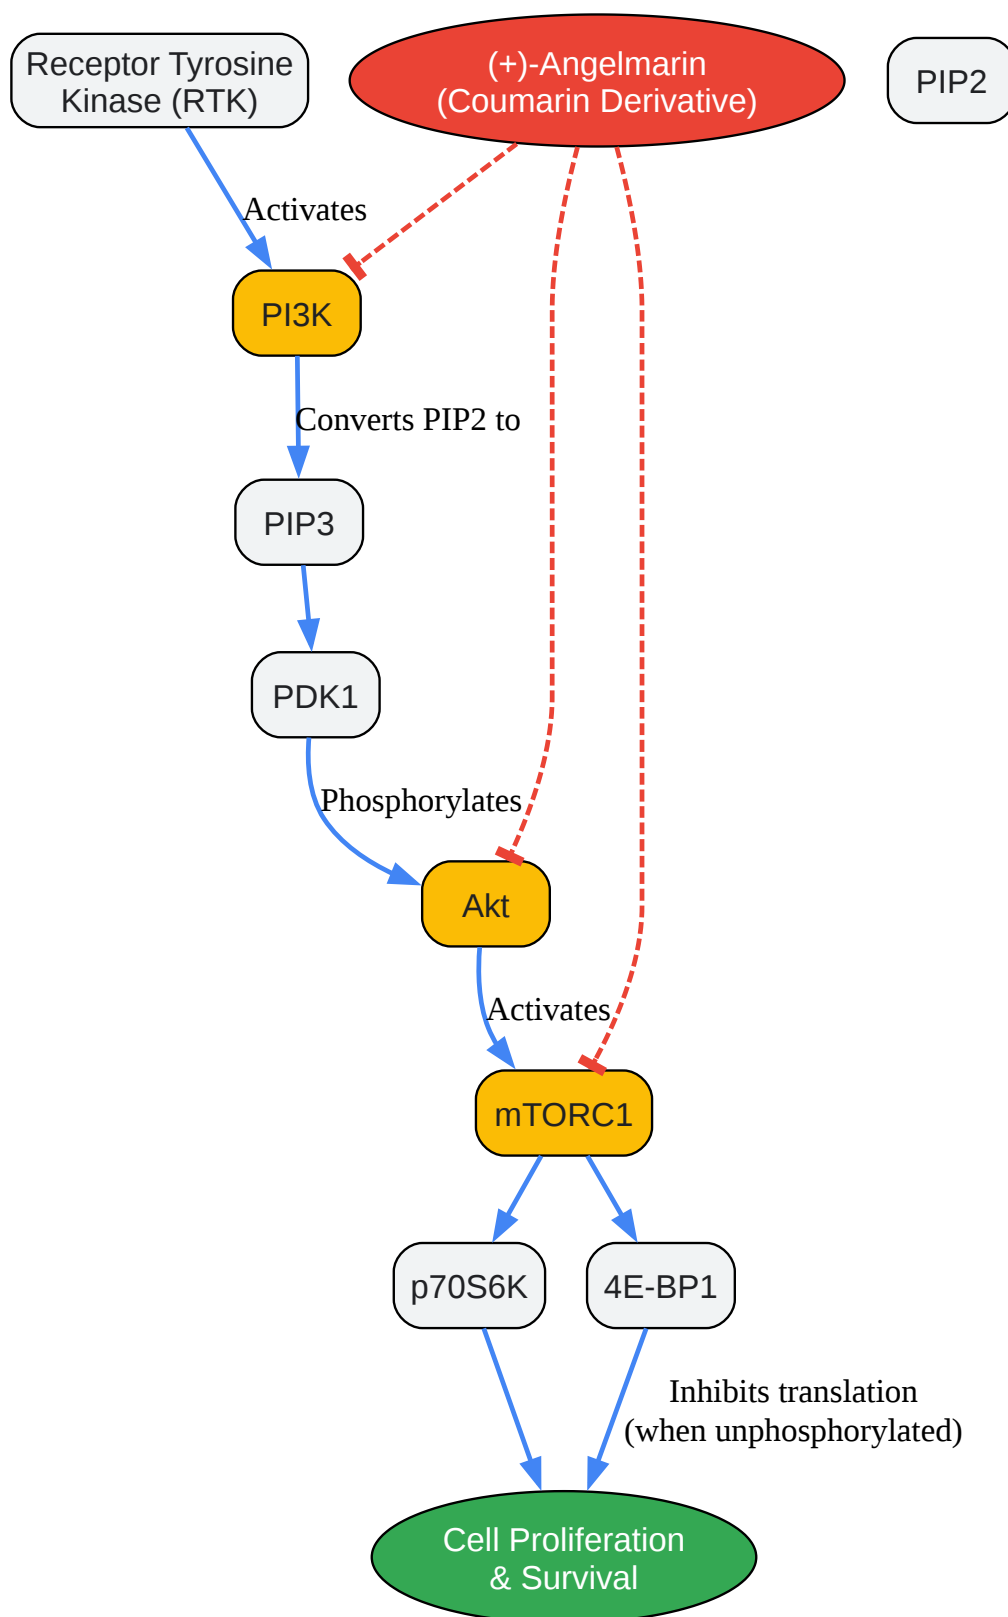 Receptor Tyrosine
Kinase (RTK)
(+)-Angelmarin
(Coumarin Derivative)
PIP2
Activates
PI3K
Converts PIP2 to
PIP3
PDK1
Phosphorylates
Akt
Activates
mTORC1
p70S6K
4E-BP1
Inhibits translation
(when unphosphorylated)
Cell Proliferation
& Survival